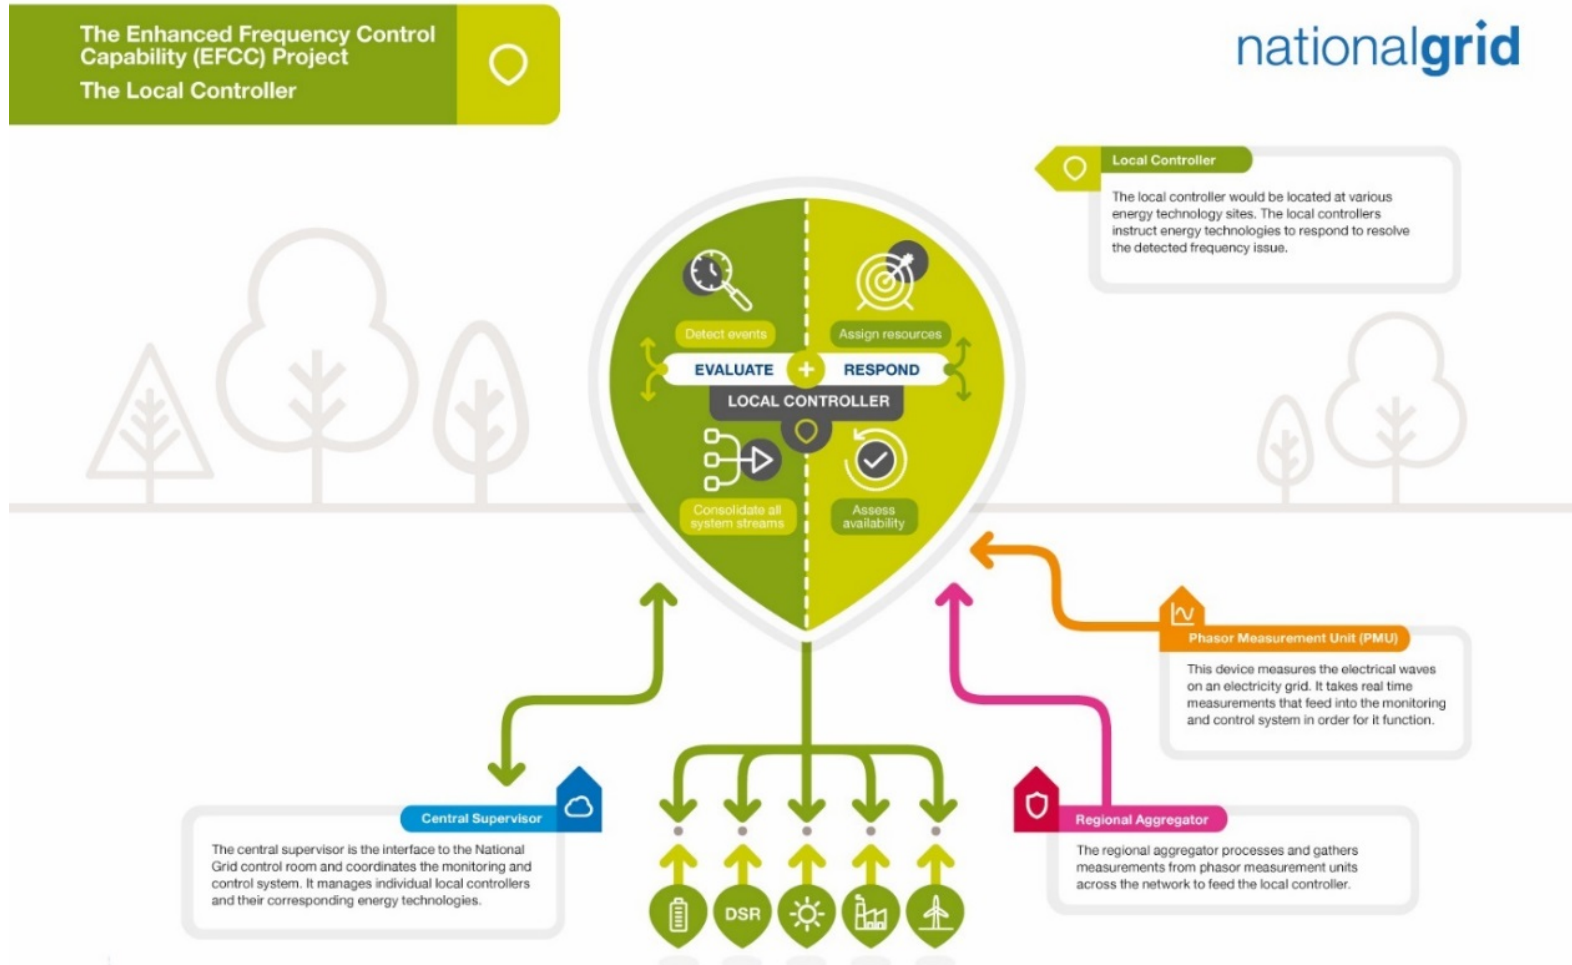 The Enhanced Frequency Control
Capability (EFCC) Project
The Local Controller
nationalgrid
Local Controller
The local controller would be located at various
energy technology sites. The local controllers
instruct energy technologies to respond to resolve
the detected frequency issue.
Detect events
Assign resources
EVALUATE + RESPOND
LOCAL CONTROLLER
Consolidate all
system streams
Assess
availability
Phasor Measurement Unit (PMU)
This device measures the electrical waves
on an electricity grid. It takes real time
measurements that feed into the monitoring
and control system in order for it function.
Central Supervisor
The central supervisor is the interface to the National
Grid control room and coordinates the monitoring and
control system. It manages individual local controllers
and their corresponding energy technologies.
Regional Aggregator
The regional aggregator processes and gathers
measurements from phasor measurement units
across the network to feed the local controller.
DSR